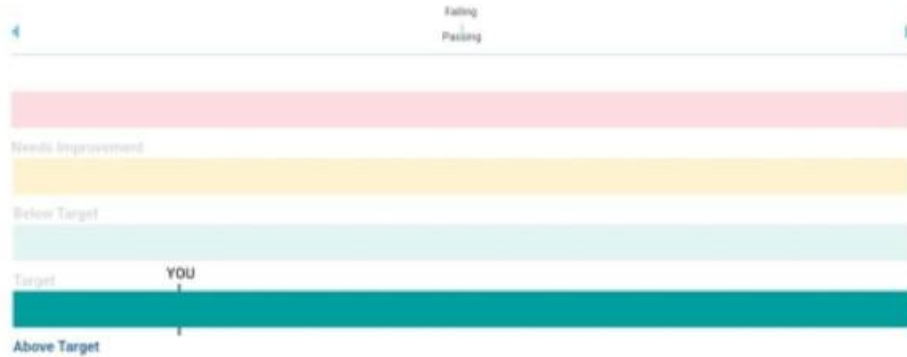 Failing
Passing
Needs Improvement
Below Target
Target
YOU
Above Target